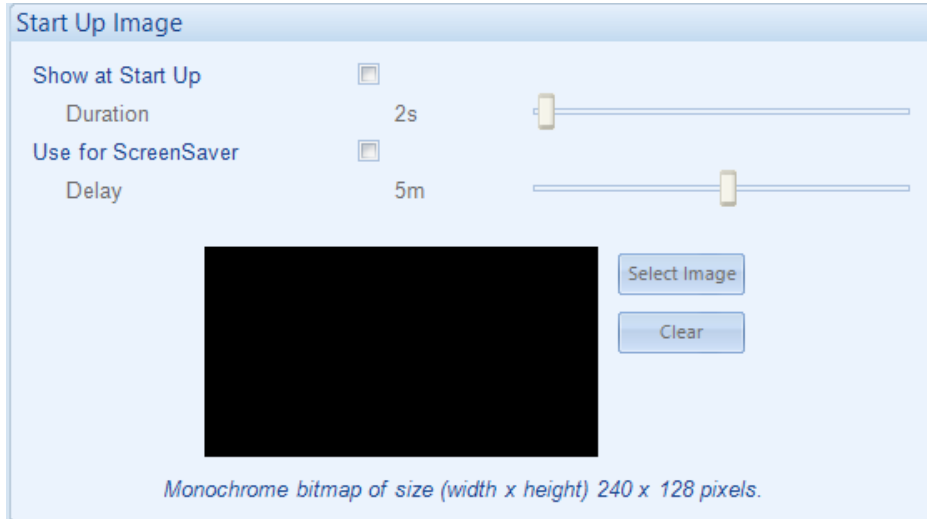 Start Up Image
Show at Start Up
Duration 2s
Use for ScreenSaver
Delay 5m
Select Image
Clear
Monochrome bitmap of size (width x height) 240 x 128 pixels.